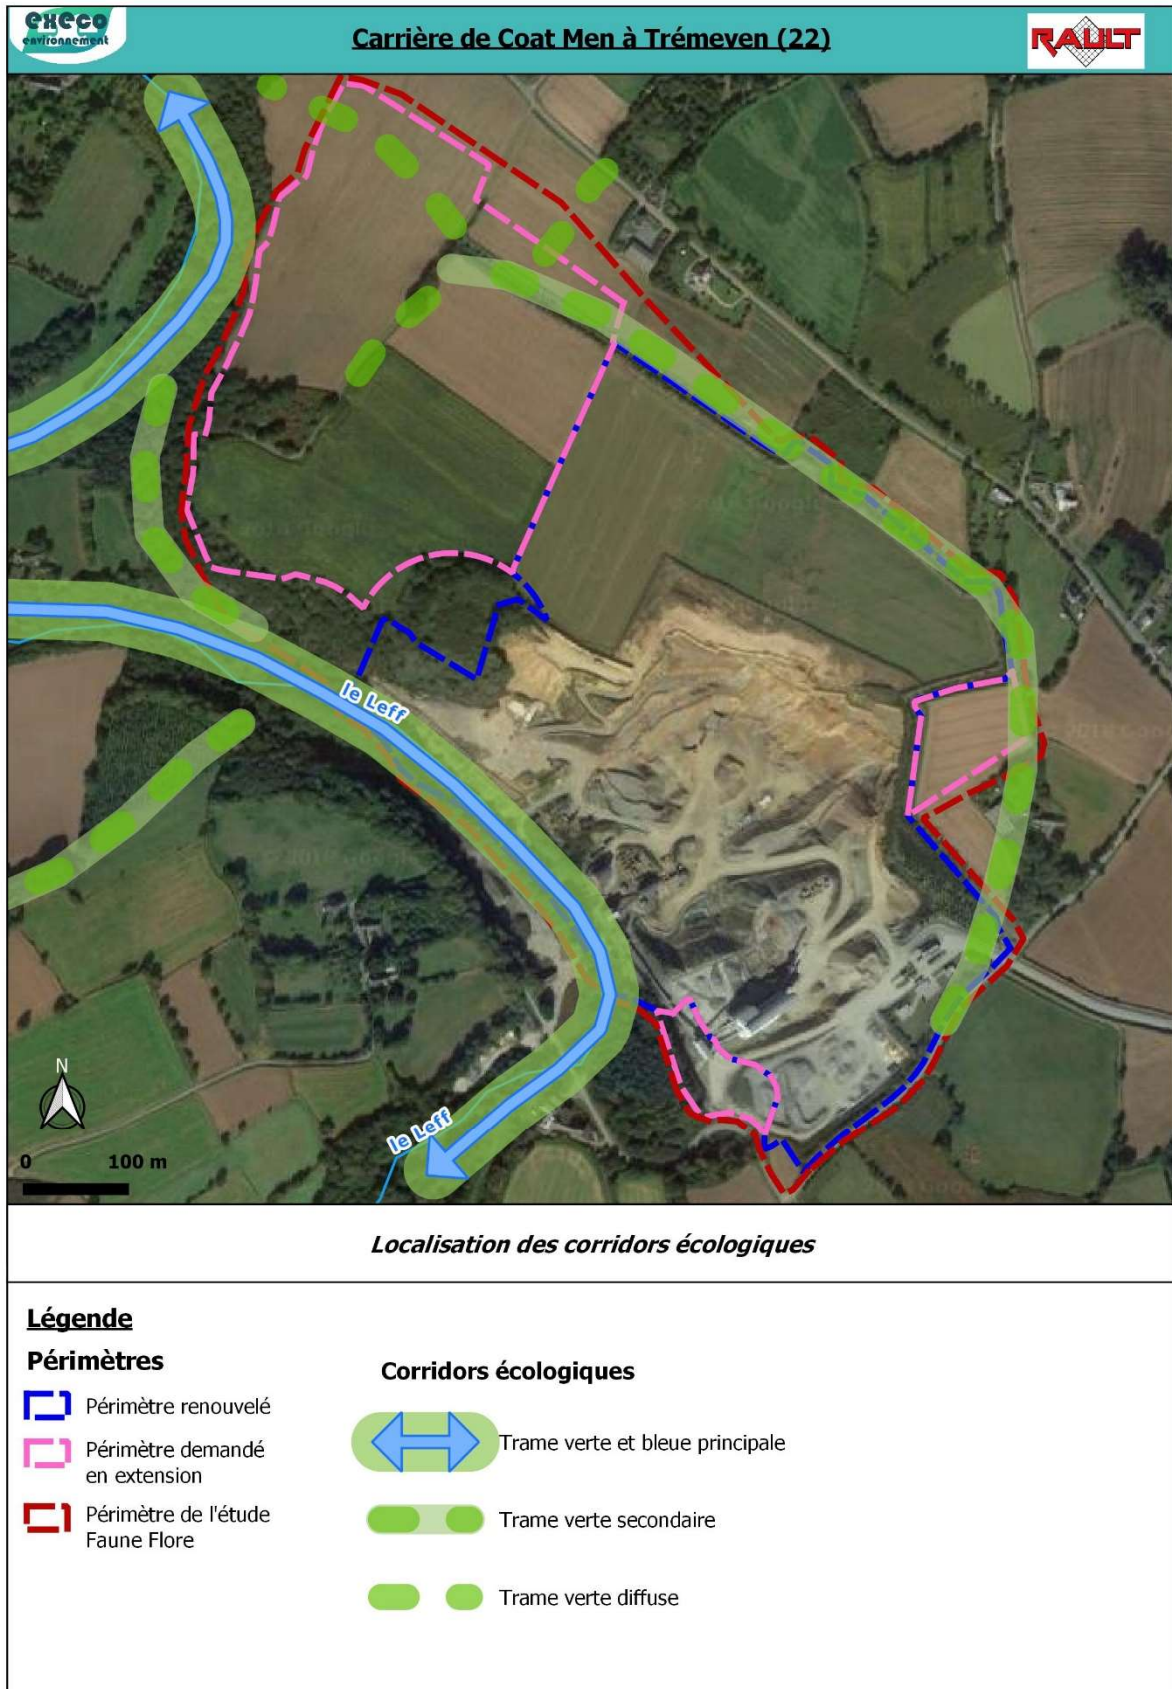 execo
environnement
Carrière de Coat Men à Trémeven (22)
RAULT
le Leff
le Leff
N
0 100 m
Localisation des corridors écologiques
Légende
Périmètres
Périmètre renouvelé
Périmètre demandé
en extension
Périmètre de l'étude
Faune Flore
Corridors écologiques
Trame verte et bleue principale
Trame verte secondaire
Trame verte diffuse